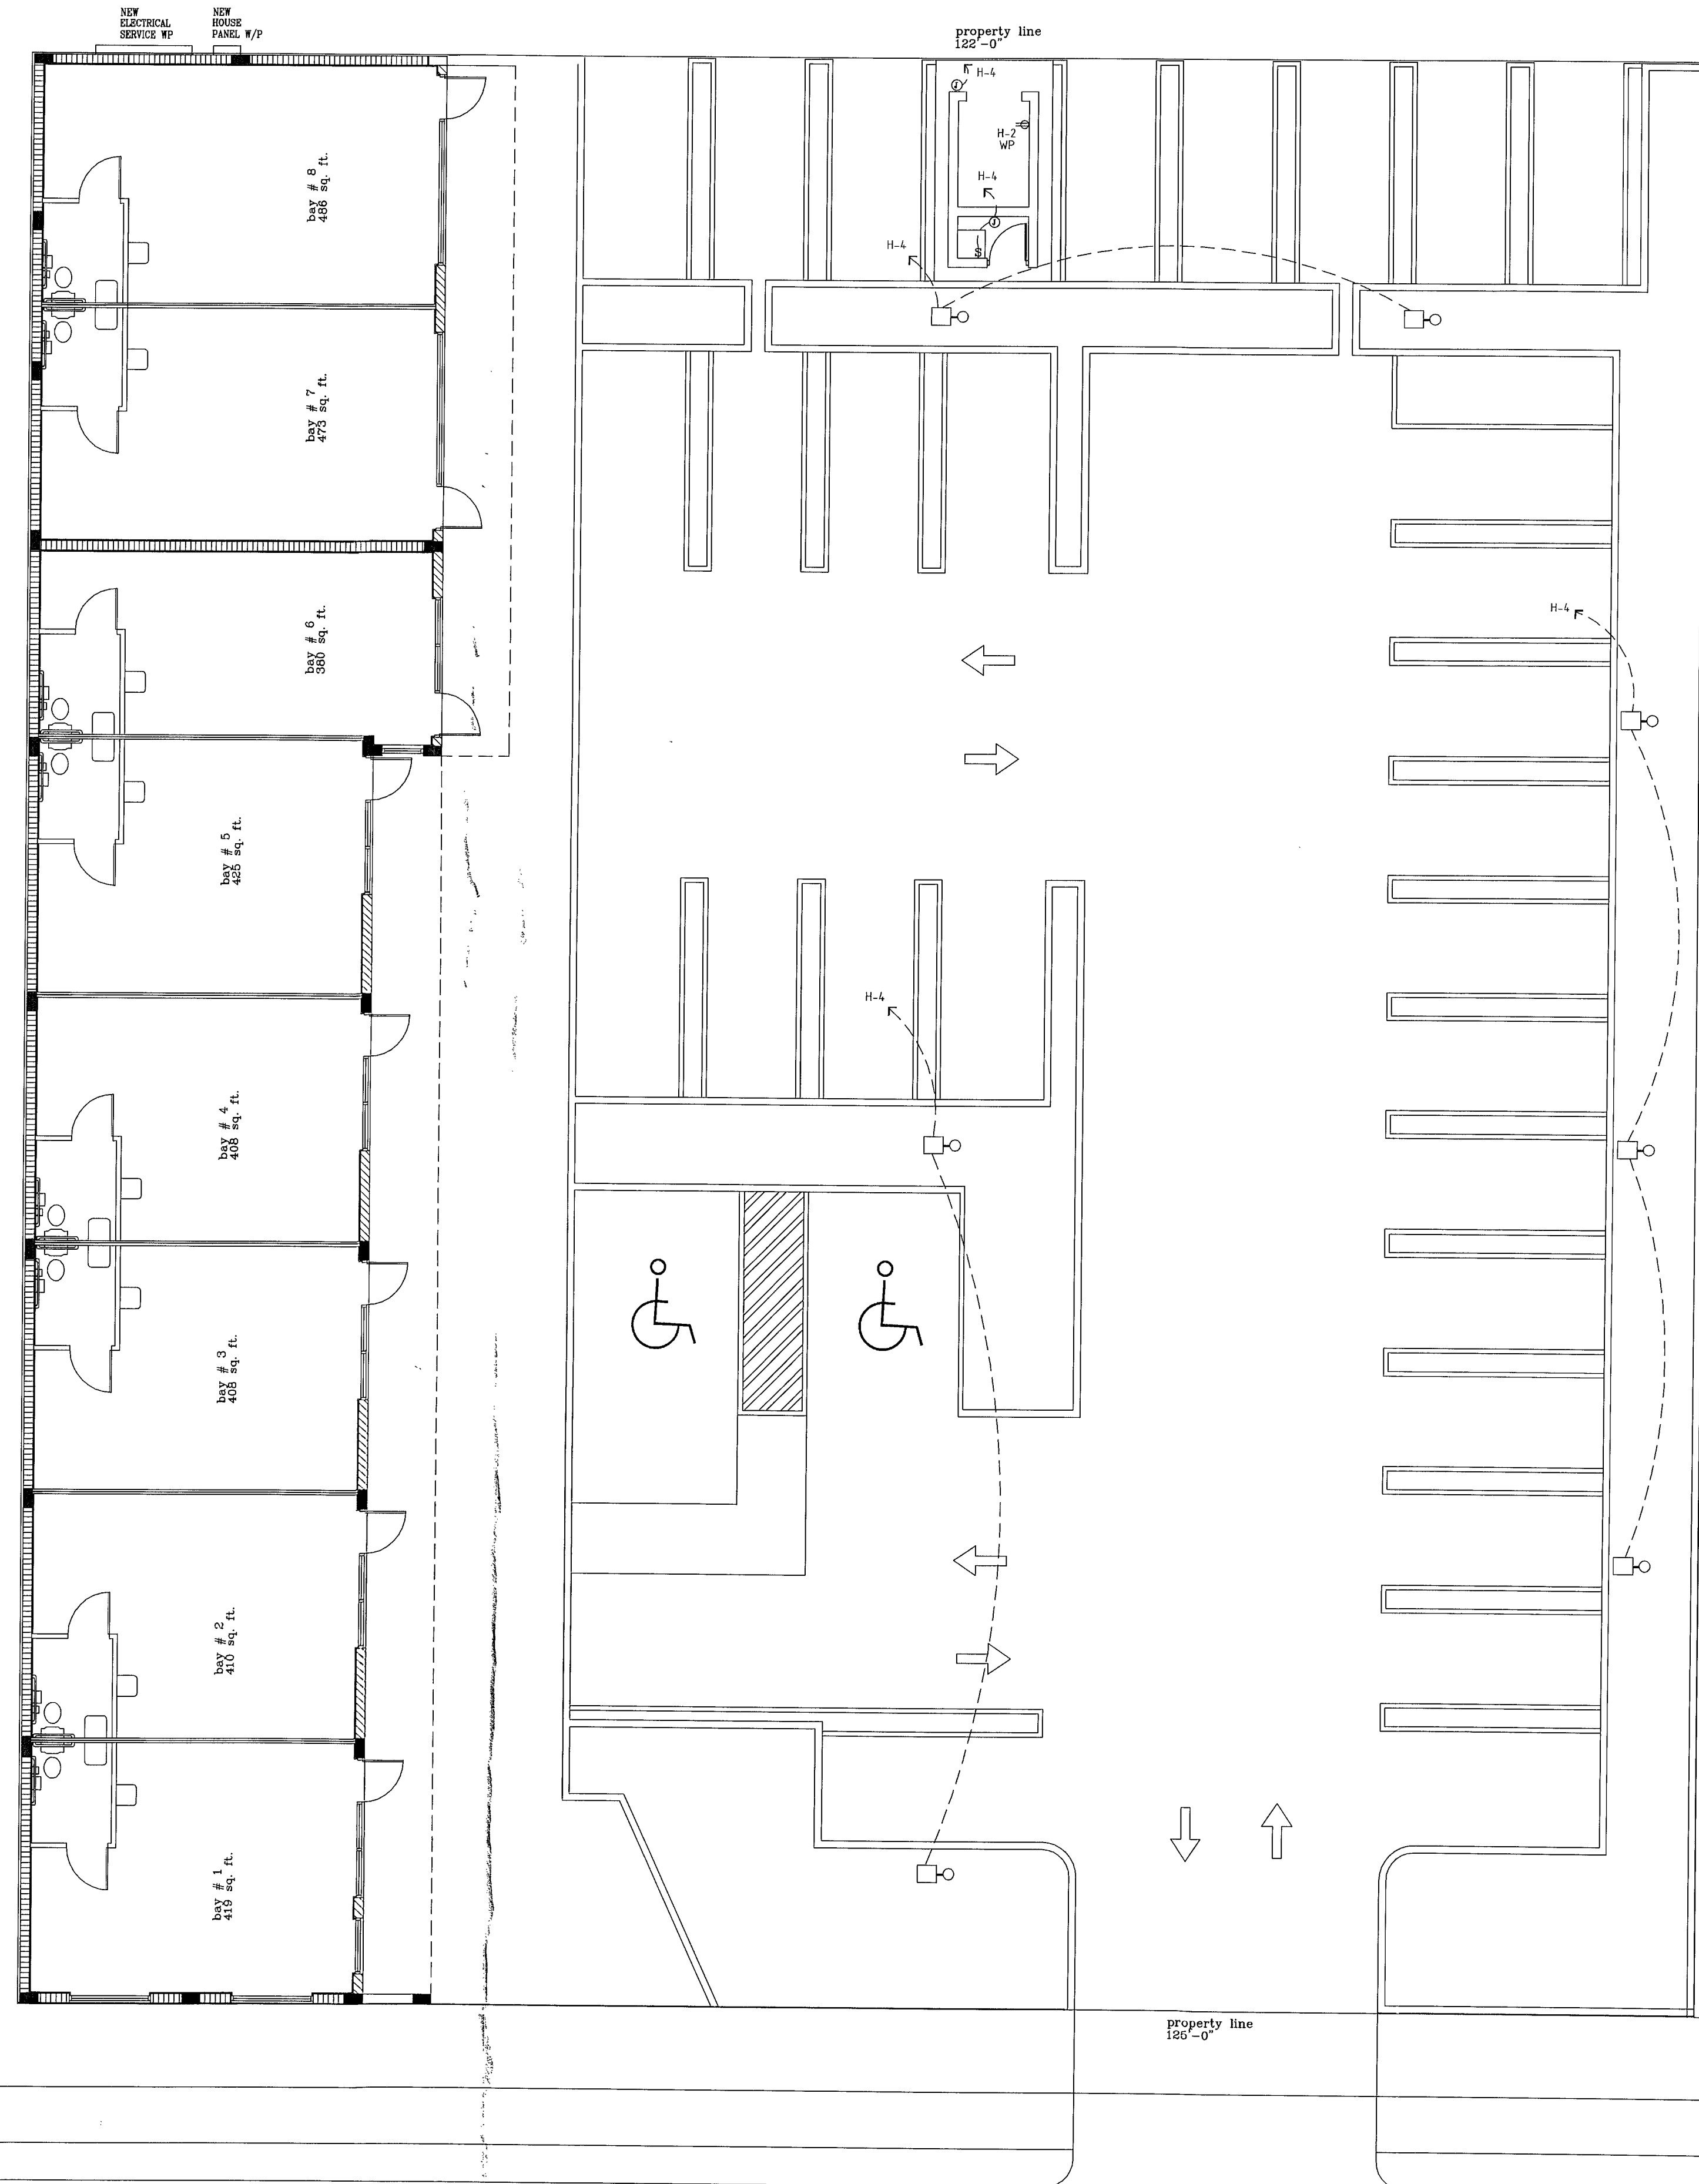 NEW
ELECTRICAL
SERVICE WP
NEW
HOUSE
PANEL W/P
property line
122'-0"
H-4
H-2
WP
H-4
J
J
S
H-4
bay # 8
486 sq. ft.
bay # 7
473 sq. ft.
bay # 6
380 sq. ft.
H-4
bay # 5
425 sq. ft.
H-4
bay # 4
408 sq. ft.
bay # 3
408 sq. ft.
bay # 2
410 sq. ft.
bay # 1
419 sq. ft.
property line
125'-0"